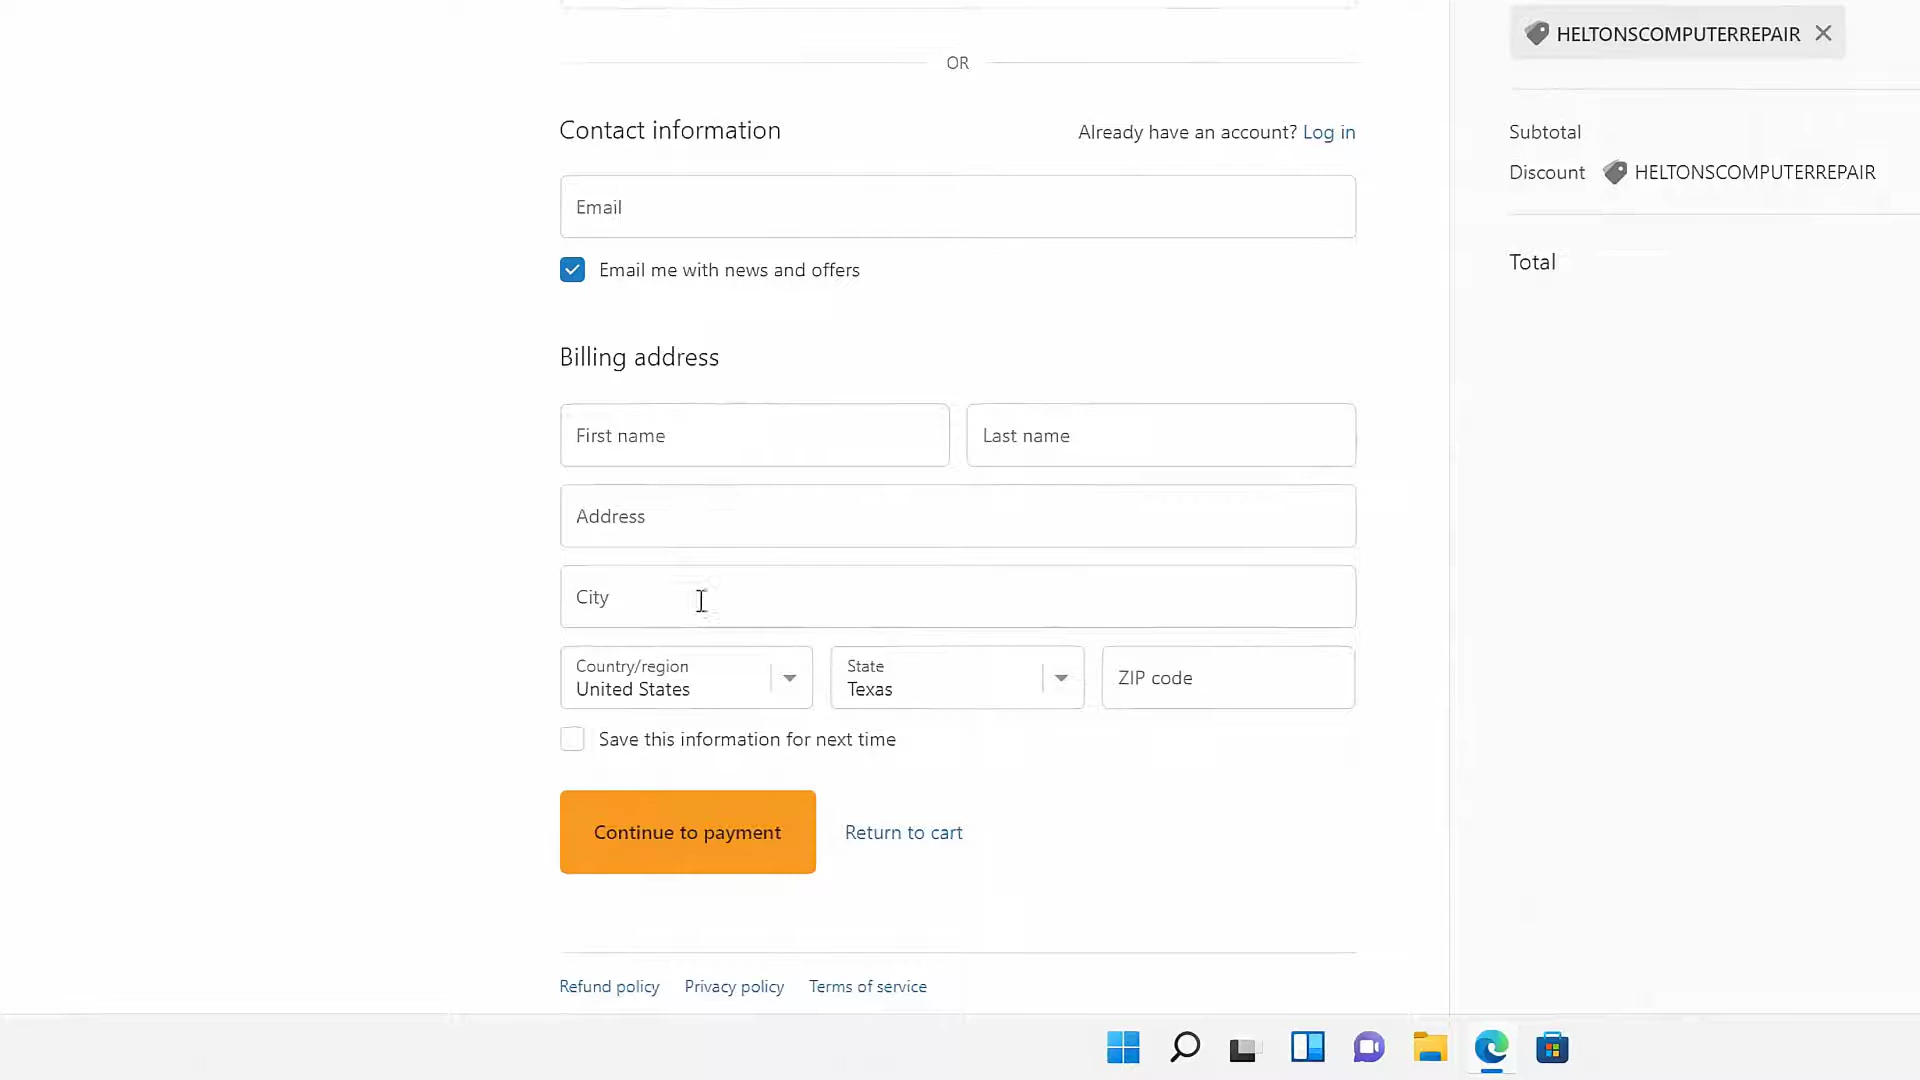 OR
Contact information
Already have an account? Log in
Email
Email me with news and offers
Billing address
First name
Last name
Address
City
Country/region
United States
State
Texas
ZIP code
Save this information for next time
Continue to payment
Return to cart
Refund policy
Privacy policy
Terms of service
HELTONSCOMPUTERREPAIR
Subtotal
Discount HELTONSCOMPUTERREPAIR
Total